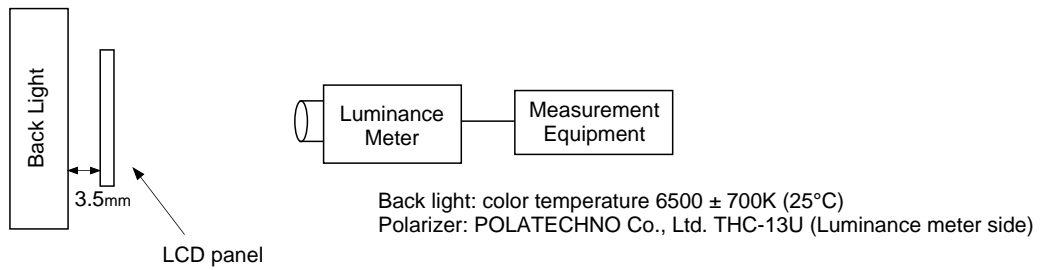 Back Light
3.5mm
LCD panel
Luminance
Meter
Measurement
Equipment
Back light: color temperature 6500 ± 700K (25°C)
Polarizer: POLATECHNO Co., Ltd. THC-13U (Luminance meter side)